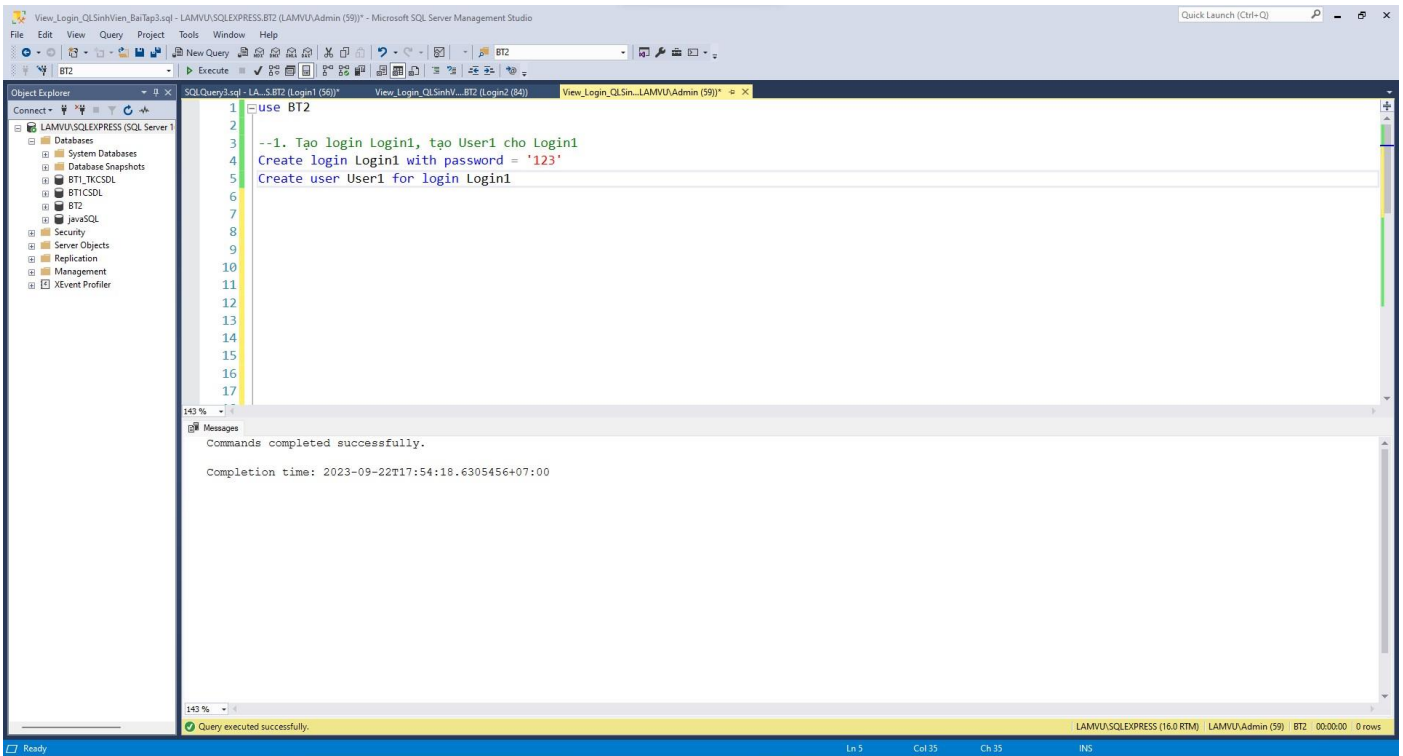 View_Login_QLSinhVien_BaiTap3.sql - LAMVU\SQLEXPRESS.BT2 (LAMVU\Admin (59))* - Microsoft SQL Server Management Studio
Quick Launch (Ctrl+Q)
File Edit View Query Project Tools Window Help
New Query BT2
BT2 Execute
Object Explorer
SQLQuery3.sql - LA...S.BT2 (Login1 (56))* View_Login_QLSinhV....BT2 (Login2 (84)) View_Login_QLSin...LAMVU\Admin (59))*
Connect
LAMVU\SQLEXPRESS (SQL Server 1
Databases
System Databases
Database Snapshots
BT1_TKCSDL
BT1CSDL
BT2
javaSQL
Security
Server Objects
Replication
Management
XEvent Profiler
1 use BT2
2
3 --1. Tạo login Login1, tạo User1 cho Login1
4 Create login Login1 with password = '123'
5 Create user User1 for login Login1
6
7
8
9
10
11
12
13
14
15
16
17
143 %
Messages
Commands completed successfully.
Completion time: 2023-09-22T17:54:18.6305456+07:00
143 %
Query executed successfully.
LAMVU\SQLEXPRESS (16.0 RTM) LAMVU\Admin (59) BT2 00:00:00 0 rows
Ready Ln 5 Col 35 Ch 35 INS